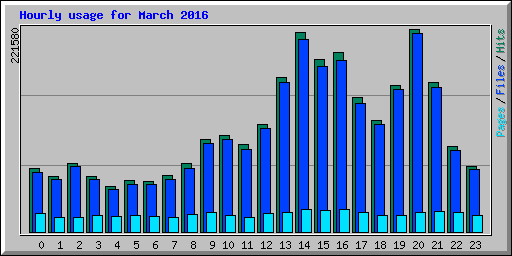 Hourly usage for March 2016
221580
Pages/Files/Hits
0 1 2 3 4 5 6 7 8 9 10 11 12 13 14 15 16 17 18 19 20 21 22 23